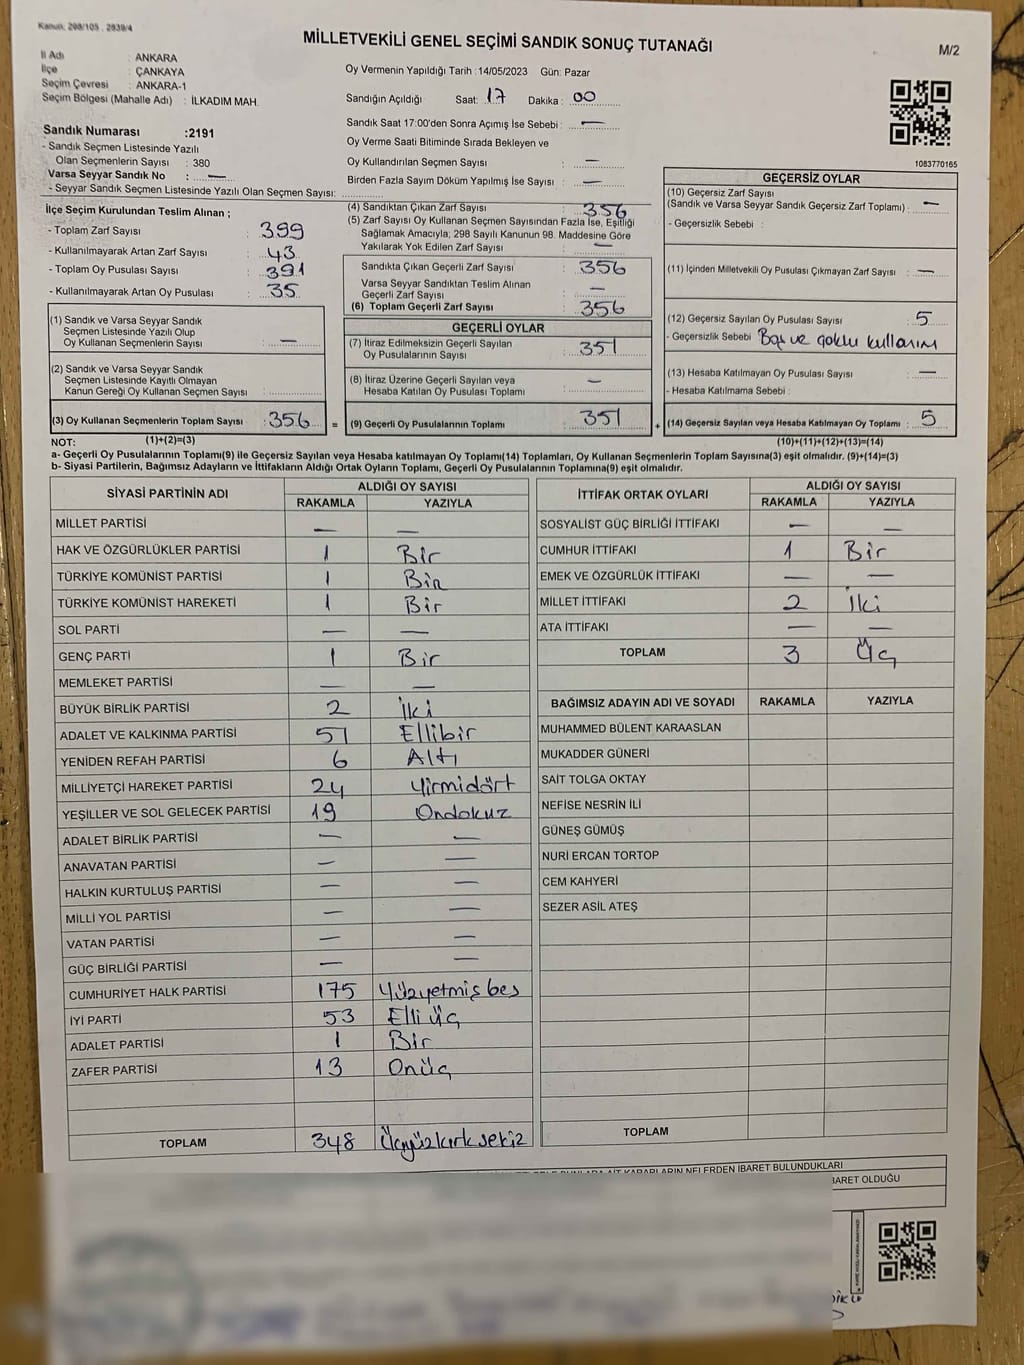 Kanun: 298/105 . 2839/4
MİLLETVEKİLİ GENEL SEÇİMİ SANDIK SONUÇ TUTANAĞI
M/2
İl Adı : ANKARA
İlçe : ÇANKAYA
Seçim Çevresi : ANKARA-1
Seçim Bölgesi (Mahalle Adı) : İLKADIM MAH.
Sandık Numarası :2191
- Sandık Seçmen Listesinde Yazılı
Olan Seçmenlerin Sayısı : 380
Varsa Seyyar Sandık No : —
- Seyyar Sandık Seçmen Listesinde Yazılı Olan Seçmen Sayısı:
Oy Vermenin Yapıldığı Tarih :14/05/2023 Gün: Pazar
Sandığın Açıldığı Saat: 17 Dakika: 00
Sandık Saat 17:00'den Sonra Açımış İse Sebebi : —
Oy Verme Saati Bitiminde Sırada Bekleyen ve
Oy Kullandırılan Seçmen Sayısı : —
Birden Fazla Sayım Döküm Yapılmış İse Sayısı : —
1083770165
İlçe Seçim Kurulundan Teslim Alınan ;
- Toplam Zarf Sayısı : 399
- Kullanılmayarak Artan Zarf Sayısı : 43
- Toplam Oy Pusulası Sayısı : 391
- Kullanılmayarak Artan Oy Pusulası : 35
(1) Sandık ve Varsa Seyyar Sandık
Seçmen Listesinde Yazılı Olup
Oy Kullanan Seçmenlerin Sayısı : —
(2) Sandık ve Varsa Seyyar Sandık
Seçmen Listesinde Kayıtlı Olmayan
Kanun Gereği Oy Kullanan Seçmen Sayısı :
(3) Oy Kullanan Seçmenlerin Toplam Sayısı : 356 =
(1)+(2)=(3)
(4) Sandıktan Çıkan Zarf Sayısı : 356
(5) Zarf Sayısı Oy Kullanan Seçmen Sayısından Fazla İse, Eşitliği
Sağlamak Amacıyla; 298 Sayılı Kanunun 98. Maddesine Göre
Yakılarak Yok Edilen Zarf Sayısı : —
Sandıkta Çıkan Geçerli Zarf Sayısı : 356
Varsa Seyyar Sandıktan Teslim Alınan
Geçerli Zarf Sayısı : —
(6) Toplam Geçerli Zarf Sayısı : 356
GEÇERLİ OYLAR
(7) İtiraz Edilmeksizin Geçerli Sayılan
Oy Pusulalarının Sayısı : 351
(8) İtiraz Üzerine Geçerli Sayılan veya
Hesaba Katılan Oy Pusulası Toplamı : —
(9) Geçerli Oy Pusulalarının Toplamı : 351 +
GEÇERSİZ OYLAR
(10) Geçersiz Zarf Sayısı
(Sandık ve Varsa Seyyar Sandık Geçersiz Zarf Toplamı) : —
- Geçersizlik Sebebi :
(11) İçinden Milletvekili Oy Pusulası Çıkmayan Zarf Sayısı : —
(12) Geçersiz Sayılan Oy Pusulası Sayısı : 5
- Geçersizlik Sebebi Boş ve çoklu kullanım
(13) Hesaba Katılmayan Oy Pusulası Sayısı : —
- Hesaba Katılmama Sebebi :
(14) Geçersiz Sayılan veya Hesaba Katılmayan Oy Toplamı : 5
(10)+(11)+(12)+(13)=(14)
NOT:
a- Geçerli Oy Pusulalarının Toplamı(9) ile Geçersiz Sayılan veya Hesaba katılmayan Oy Toplamı(14) Toplamları, Oy Kullanan Seçmenlerin Toplam Sayısına(3) eşit olmalıdır. (9)+(14)=(3)
b- Siyasi Partilerin, Bağımsız Adayların ve İttifakların Aldığı Ortak Oyların Toplamı, Geçerli Oy Pusulalarının Toplamına(9) eşit olmalıdır.
SİYASİ PARTİNİN ADI ALDIĞI OY SAYISI
RAKAMLA YAZIYLA
MİLLET PARTİSİ — —
HAK VE ÖZGÜRLÜKLER PARTİSİ 1 Bir
TÜRKİYE KOMÜNİST PARTİSİ 1 Bir
TÜRKİYE KOMÜNİST HAREKETİ 1 Bir
SOL PARTİ — —
GENÇ PARTİ 1 Bir
MEMLEKET PARTİSİ — —
BÜYÜK BİRLİK PARTİSİ 2 İki
ADALET VE KALKINMA PARTİSİ 51 Ellibir
YENİDEN REFAH PARTİSİ 6 Altı
MİLLİYETÇİ HAREKET PARTİSİ 24 Yirmidört
YEŞİLLER VE SOL GELECEK PARTİSİ 19 Ondokuz
ADALET BİRLİK PARTİSİ — —
ANAVATAN PARTİSİ — —
HALKIN KURTULUŞ PARTİSİ — —
MİLLİ YOL PARTİSİ — —
VATAN PARTİSİ — —
GÜÇ BİRLİĞİ PARTİSİ — —
CUMHURİYET HALK PARTİSİ 175 Yüzyetmişbeş
İYİ PARTİ 53 Elli üç
ADALET PARTİSİ 1 Bir
ZAFER PARTİSİ 13 Onüç
TOPLAM 348 Üçyüzkırksekiz
İTTİFAK ORTAK OYLARI ALDIĞI OY SAYISI
RAKAMLA YAZIYLA
SOSYALİST GÜÇ BİRLİĞİ İTTİFAKI — —
CUMHUR İTTİFAKI 1 Bir
EMEK VE ÖZGÜRLÜK İTTİFAKI — —
MİLLET İTTİFAKI 2 İki
ATA İTTİFAKI — —
TOPLAM 3 Üç
BAĞIMSIZ ADAYIN ADI VE SOYADI RAKAMLA YAZIYLA
MUHAMMED BÜLENT KARAASLAN
MUKADDER GÜNERİ
SAİT TOLGA OKTAY
NEFİSE NESRİN İLİ
GÜNEŞ GÜMÜŞ
NURİ ERCAN TORTOP
CEM KAHYERİ
SEZER ASİL ATEŞ
TOPLAM
KARARLARIN NELERDEN İBARET BULUNDUKLARI
BARET OLDUĞU